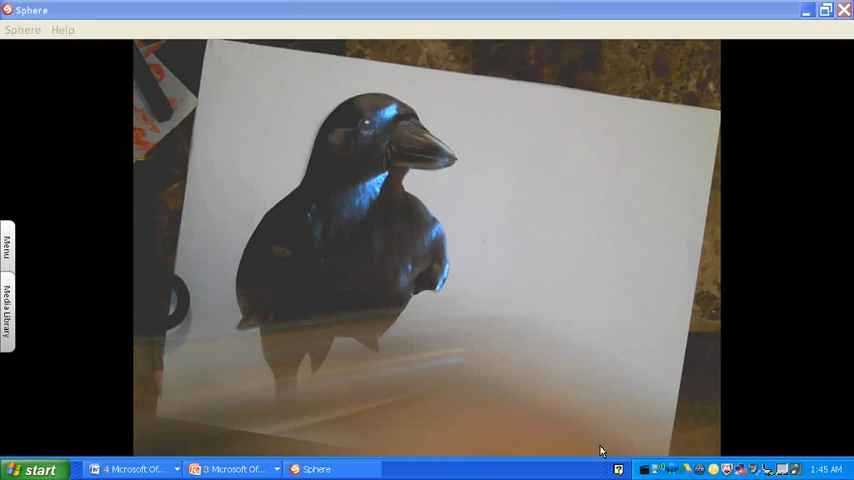 Sphere
Sphere Help
Menu
Media Library
start
4 Microsoft Of...
3 Microsoft Of...
Sphere
1:45 AM